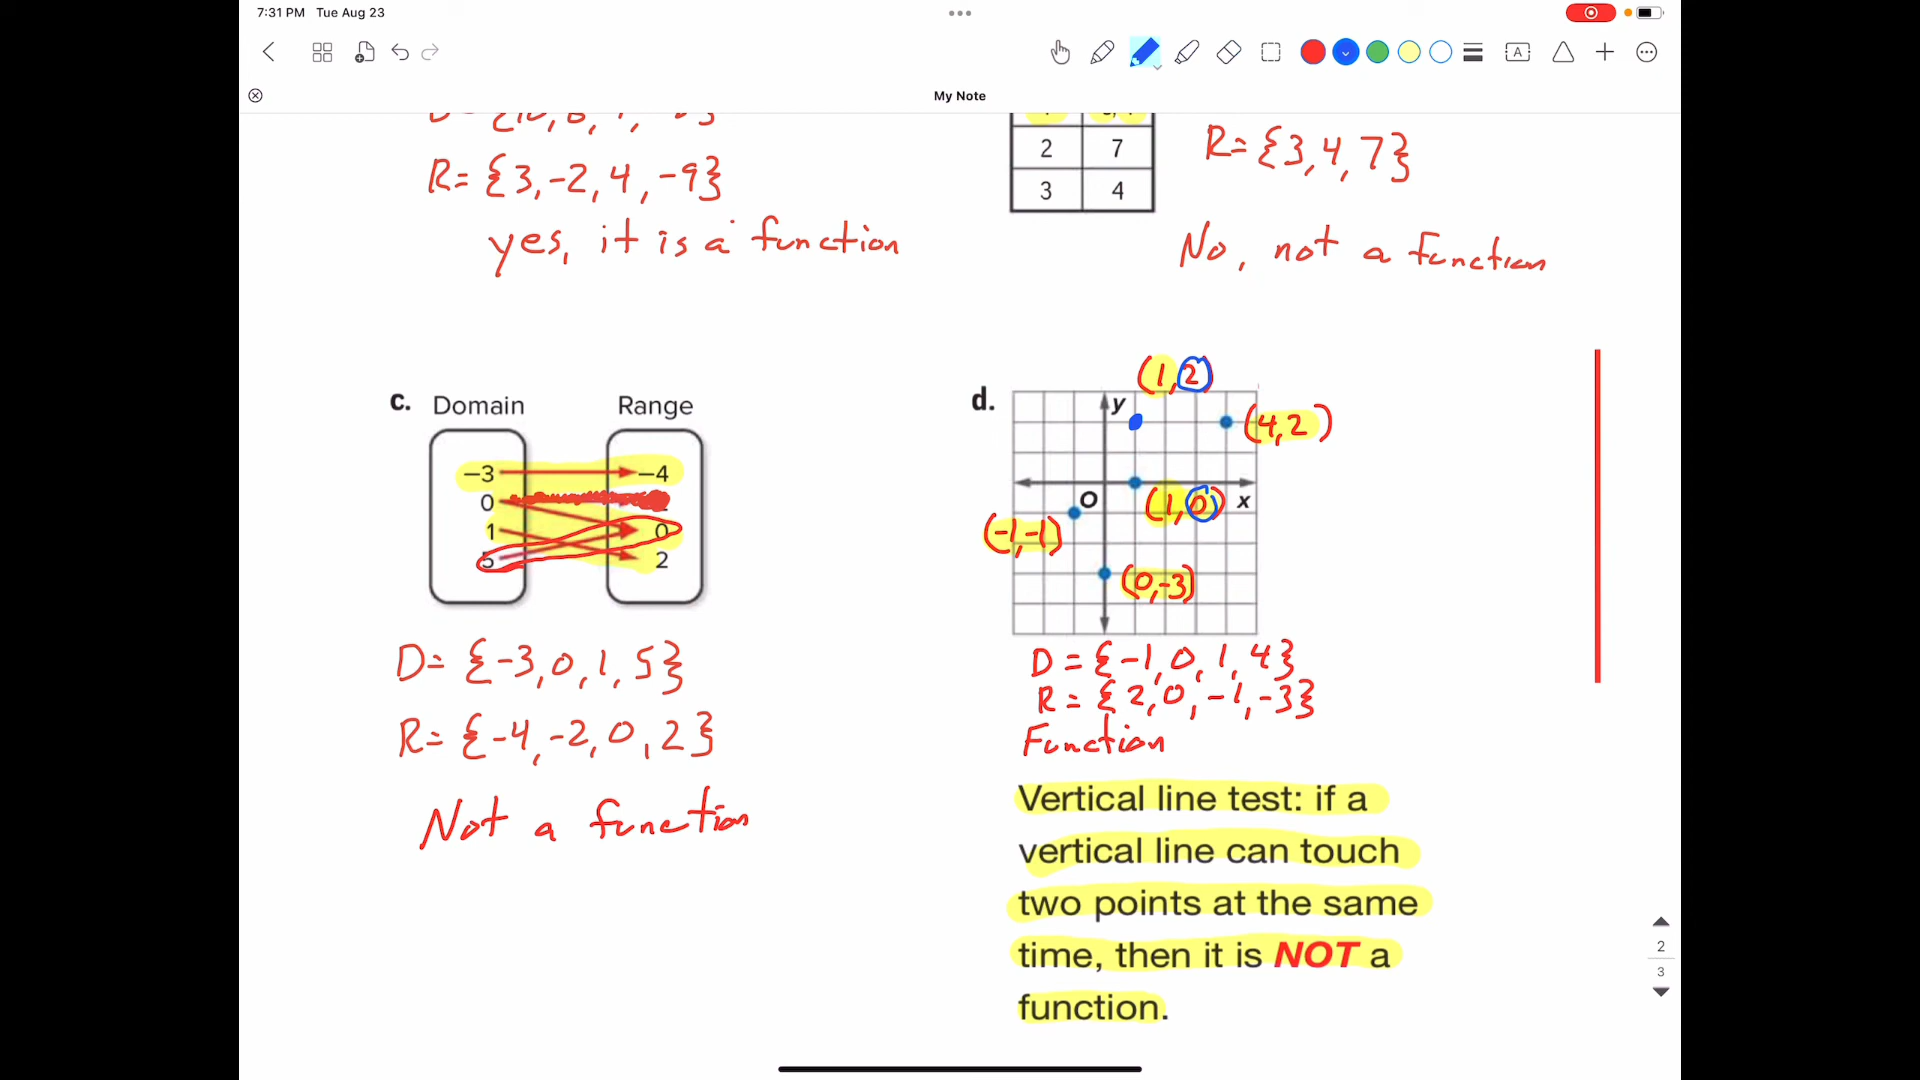 7:31 PM Tue Aug 23
My Note
R= {3, -2, 4, -9}
yes, it is a function
2 7
3 4
R= {3, 4, 7}
No, not a function
c. Domain Range
-3 -4
0
1 0
5 2
D= {-3, 0, 1, 5}
R= {-4, -2, 0, 2}
Not a function
d.
(1, 2)
y
(4, 2)
O
(1, 0)
x
(-1, -1)
(0, -3)
D = {-1, 0, 1, 4}
R = {2, 0, -1, -3}
Function
Vertical line test: if a
vertical line can touch
two points at the same
time, then it is NOT a
function.
2
3